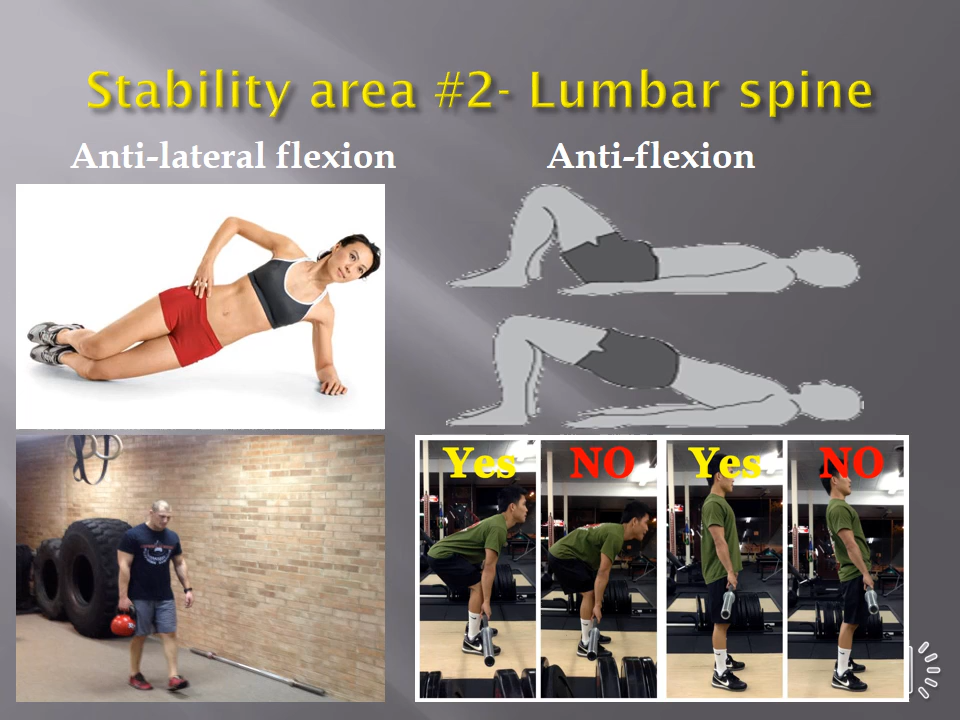 Stability area #2- Lumbar spine
Anti-lateral flexion
Anti-flexion
Yes
NO
Yes
NO